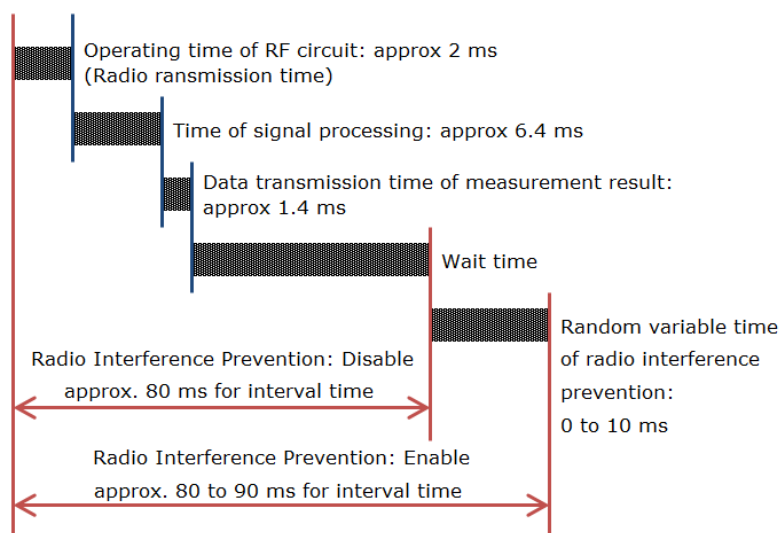 Operating time of RF circuit: approx 2 ms
(Radio ransmission time)
Time of signal processing: approx 6.4 ms
Data transmission time of measurement result:
approx 1.4 ms
Wait time
Random variable time
of radio interference
prevention:
0 to 10 ms
Radio Interference Prevention: Disable
approx. 80 ms for interval time
Radio Interference Prevention: Enable
approx. 80 to 90 ms for interval time